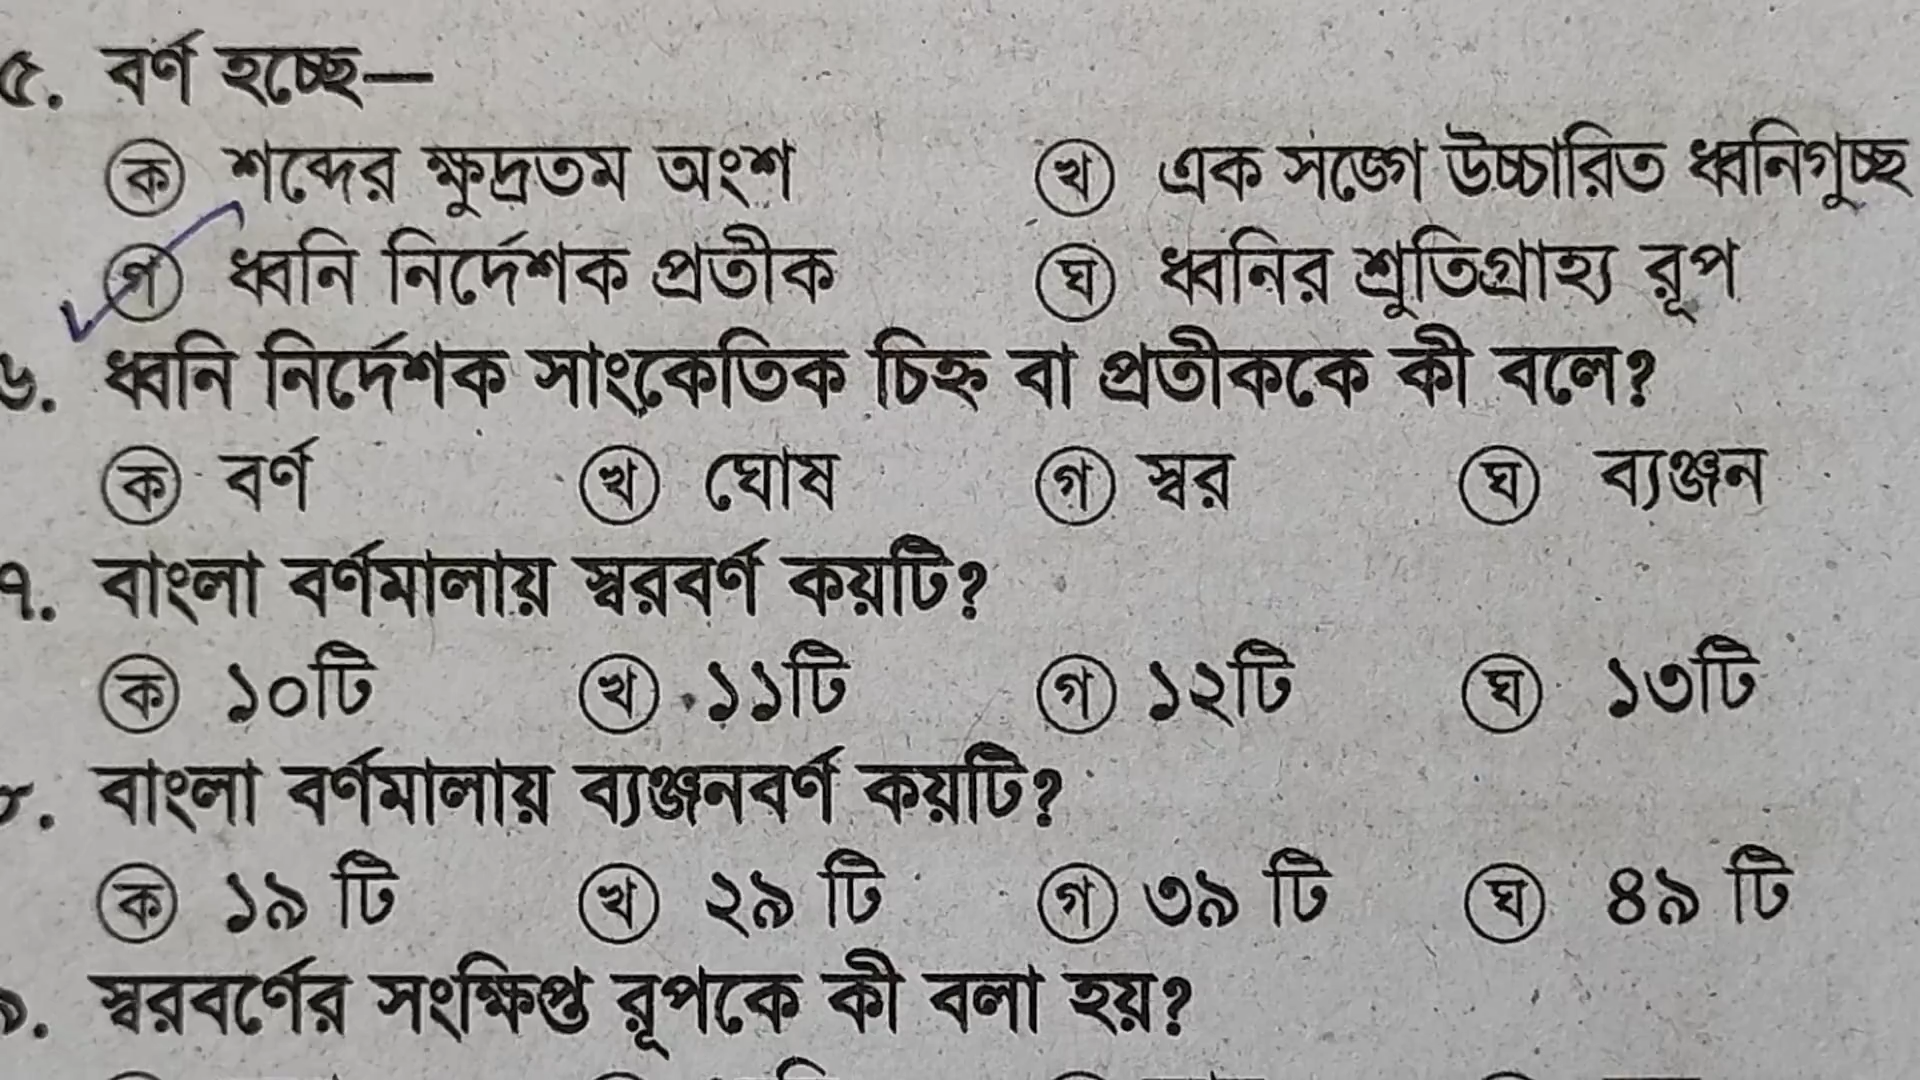 ৫. বর্ণ হচ্ছে—
ক শব্দের ক্ষুদ্রতম অংশ খ এক সঙ্গে উচ্চারিত ধ্বনিগুচ্ছ
গ ধ্বনি নির্দেশক প্রতীক ঘ ধ্বনির শ্রুতিগ্রাহ্য রূপ
৬. ধ্বনি নির্দেশক সাংকেতিক চিহ্ন বা প্রতীককে কী বলে?
ক বর্ণ খ ঘোষ গ স্বর ঘ ব্যঞ্জন
৭. বাংলা বর্ণমালায় স্বরবর্ণ কয়টি?
ক ১০টি খ ১১টি গ ১২টি ঘ ১৩টি
৮. বাংলা বর্ণমালায় ব্যঞ্জনবর্ণ কয়টি?
ক ১৯ টি খ ২৯ টি গ ৩৯ টি ঘ ৪৯ টি
৯. স্বরবর্ণের সংক্ষিপ্ত রূপকে কী বলা হয়?